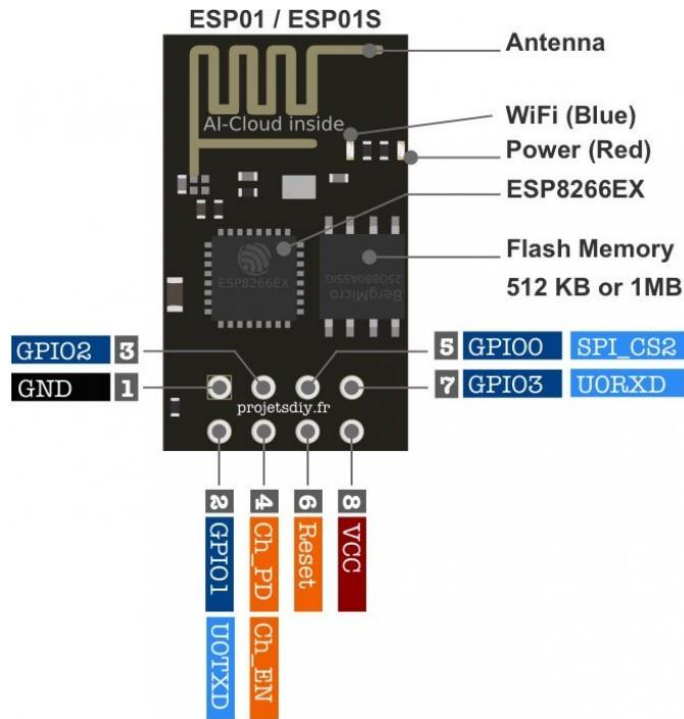 ESP01 / ESP01S
Antenna
AI-Cloud inside
WiFi (Blue)
Power (Red)
ESP8266EX
ESP8266EX
BergMicro
25Q80ASSIG
Flash Memory
512 KB or 1MB
GPIO2 3
GND 1
5 GPIO0 SPI_CS2
7 GPIO3 U0RXD
projetsdiy.fr
2 GPIO1 U0TXD
4 Ch_PD Ch_EN
6 Reset
8 VCC